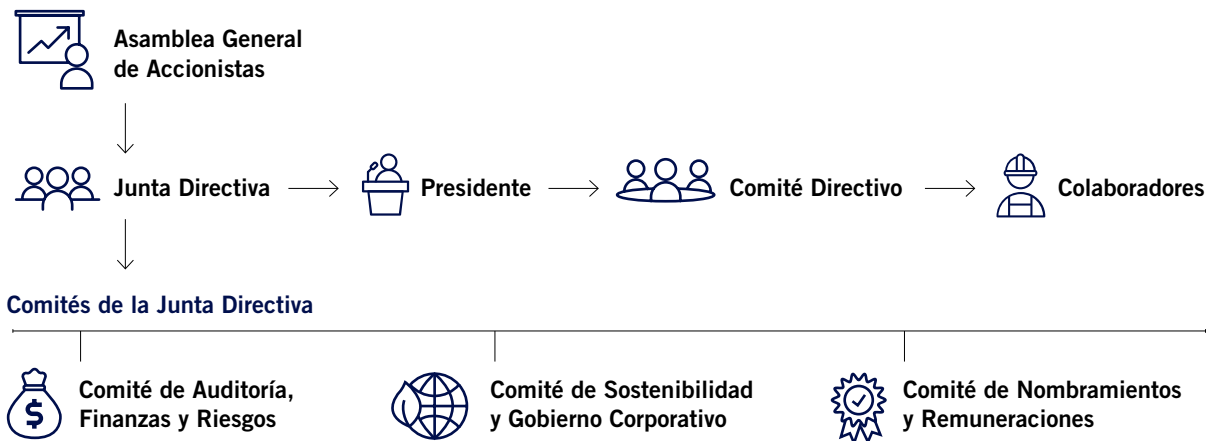 Asamblea General
de Accionistas
Junta Directiva
Presidente
Comité Directivo
Colaboradores
Comités de la Junta Directiva
Comité de Auditoría,
Finanzas y Riesgos
Comité de Sostenibilidad
y Gobierno Corporativo
Comité de Nombramientos
y Remuneraciones
$